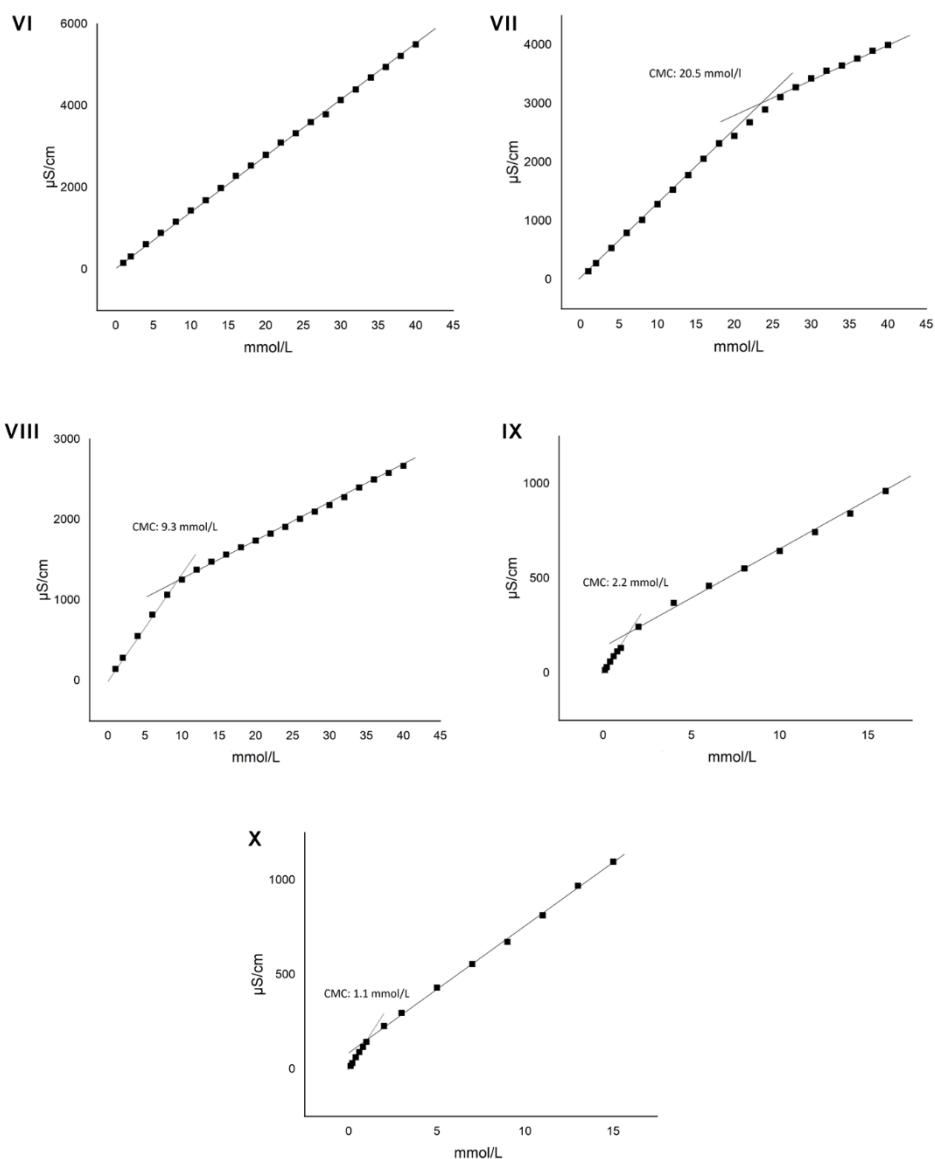 VI
6000
4000
2000
0
µS/cm
0 5 10 15 20 25 30 35 40 45
mmol/L
VII
4000
3000
2000
1000
0
µS/cm
CMC: 20.5 mmol/l
0 5 10 15 20 25 30 35 40 45
mmol/L
VIII
3000
2000
1000
0
µS/cm
CMC: 9.3 mmol/L
0 5 10 15 20 25 30 35 40 45
mmol/L
IX
1000
500
0
µS/cm
CMC: 2.2 mmol/L
0 5 10 15
mmol/L
X
1000
500
0
µS/cm
CMC: 1.1 mmol/L
0 5 10 15
mmol/L